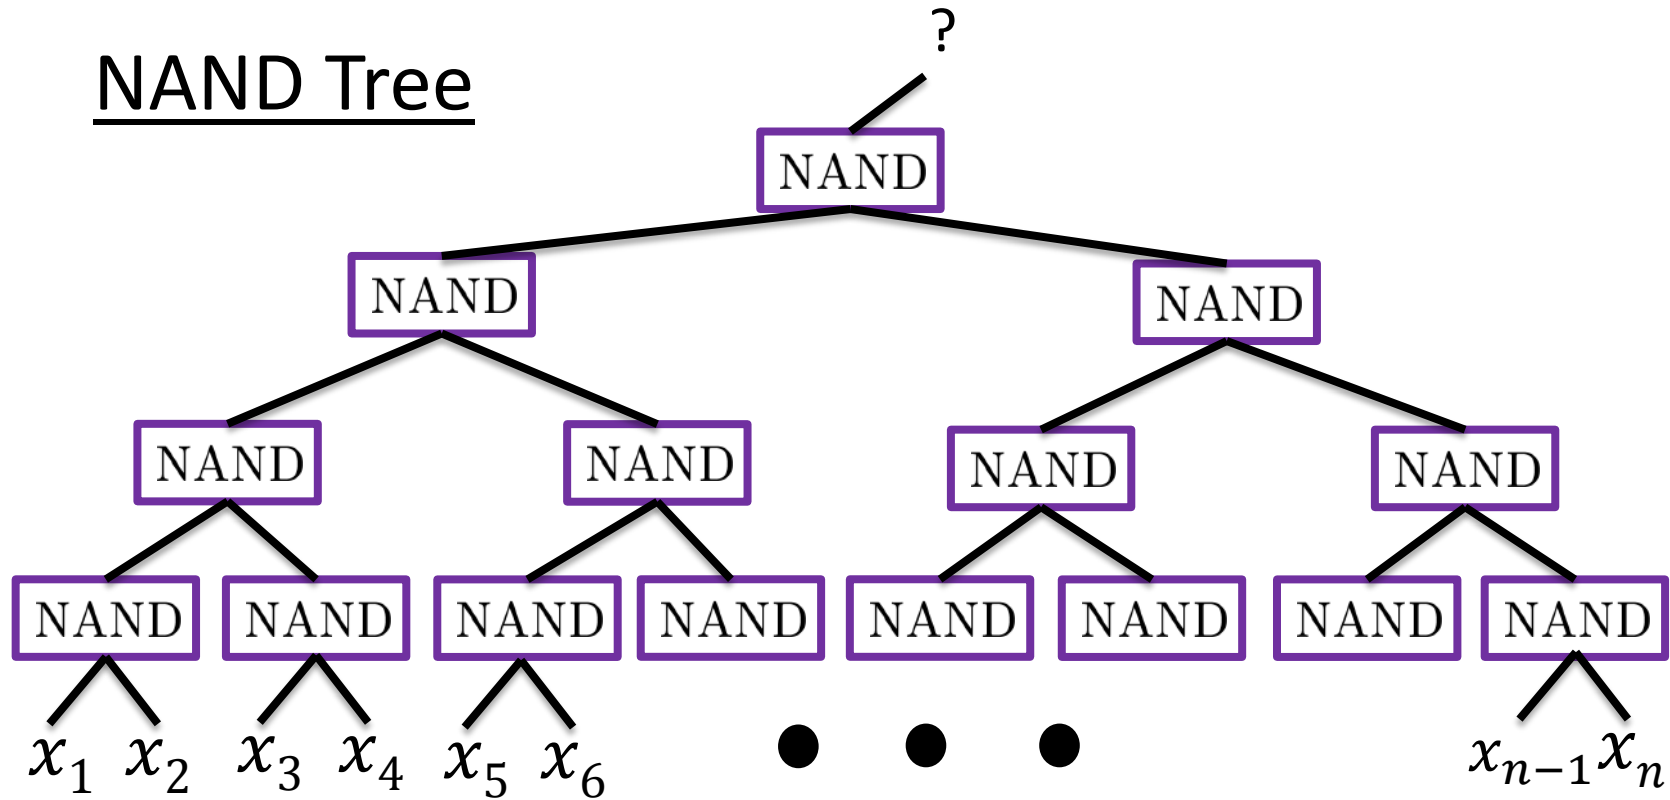 ?
NAND Tree
NAND
NAND NAND
NAND NAND NAND NAND
NAND NAND NAND NAND NAND NAND NAND NAND
x₁ x₂ x₃ x₄ x₅ x₆ • • • xₙ₋₁ xₙ